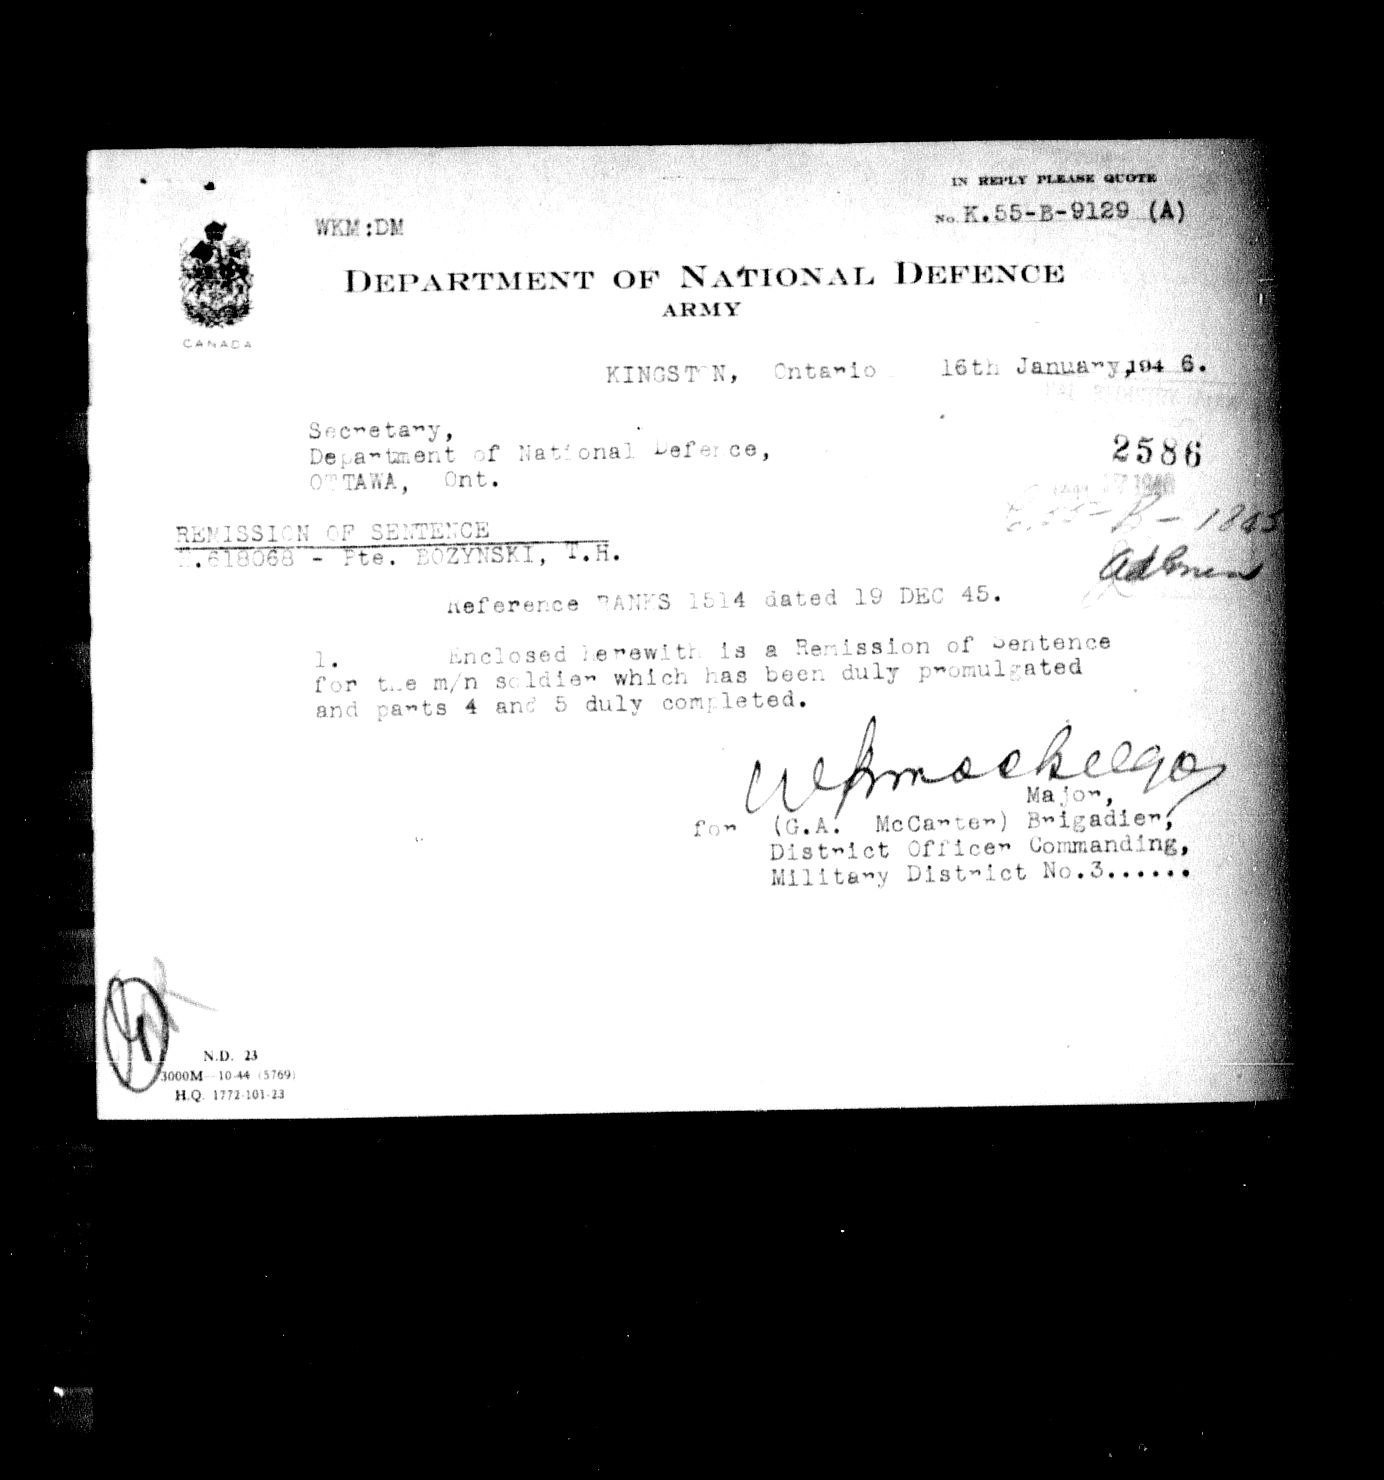 IN REPLY PLEASE QUOTE
No. K.55-B-9129 (A)
WKM:DM
DEPARTMENT OF NATIONAL DEFENCE
ARMY
CANADA
KINGSTON, Ontario 16th January, 1946.
Secretary,
Department of National Defence,
OTTAWA, Ont.
2586
REMISSION OF SENTENCE
.618068 - Pte. BOZYNSKI, T.H.
Reference BANKS 1514 dated 19 DEC 45.
1. Enclosed herewith is a Remission of Sentence
for the m/n soldier which has been duly promulgated
and parts 4 and 5 duly completed.
Major,
for (G.A. McCarter) Brigadier,
District Officer Commanding,
Military District No.3......
N.D. 23
3000M-10-44 (5769)
H.Q. 1772-101-23